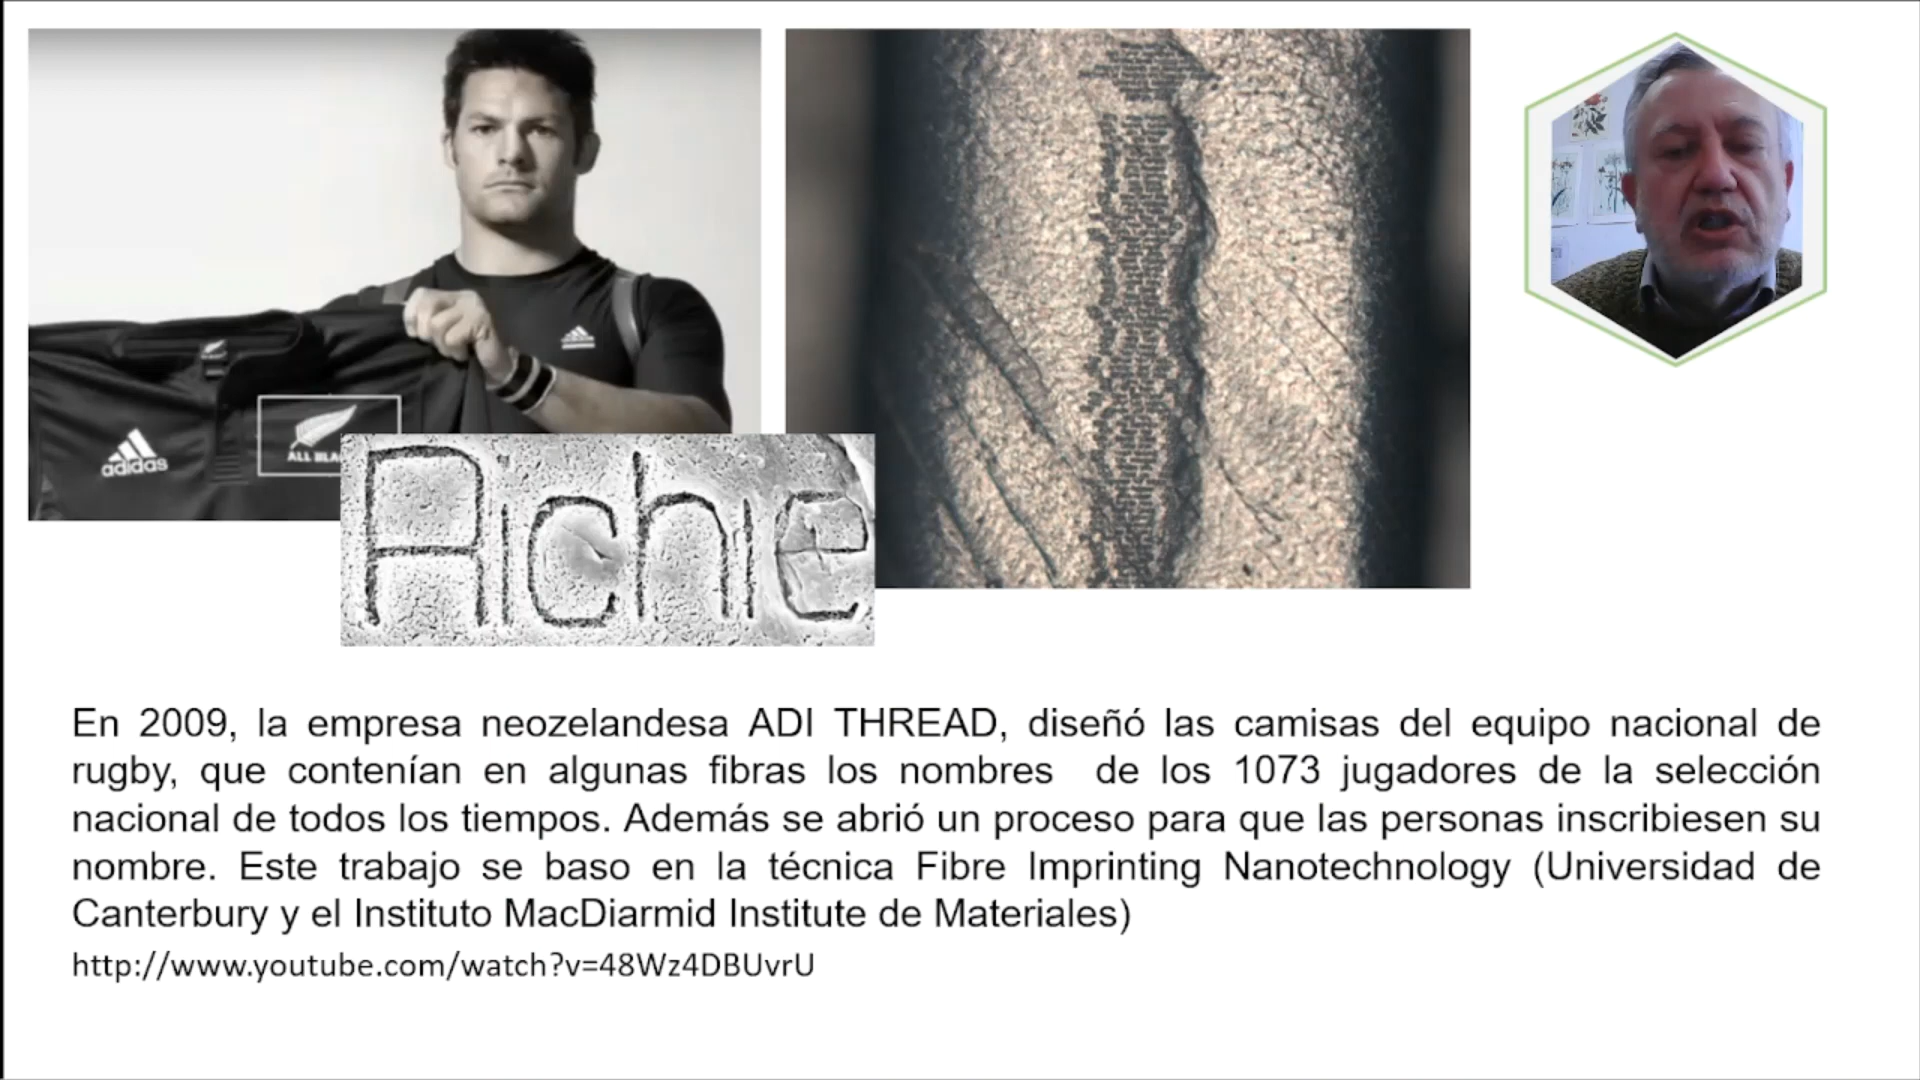 adidas
ALL BLA
Richie
En 2009, la empresa neozelandesa ADI THREAD, diseñó las camisas del equipo nacional de
rugby, que contenían en algunas fibras los nombres de los 1073 jugadores de la selección
nacional de todos los tiempos. Además se abrió un proceso para que las personas inscribiesen su
nombre. Este trabajo se baso en la técnica Fibre Imprinting Nanotechnology (Universidad de
Canterbury y el Instituto MacDiarmid Institute de Materiales)
http://www.youtube.com/watch?v=48Wz4DBUvrU